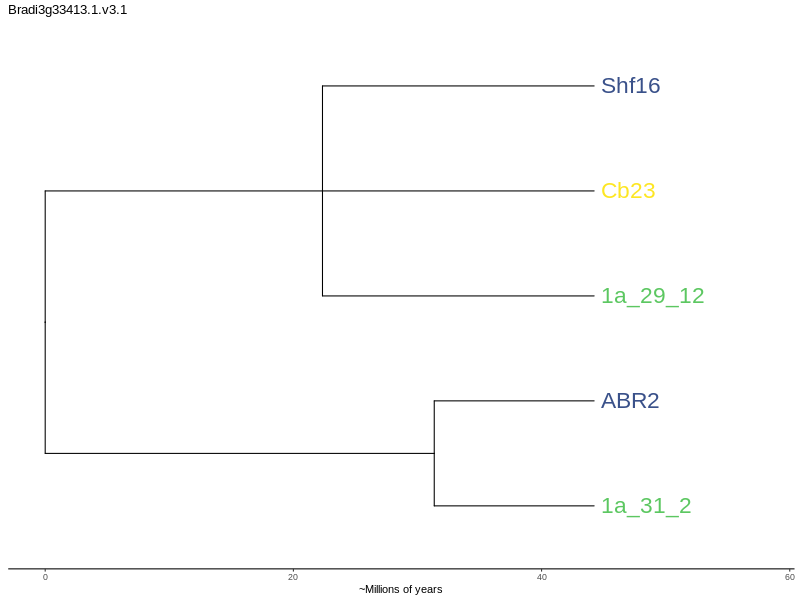 Bradi3g33413.1.v3.1
Shf16
Cb23
1a_29_12
ABR2
1a_31_2
0 20 40 60
~Millions of years